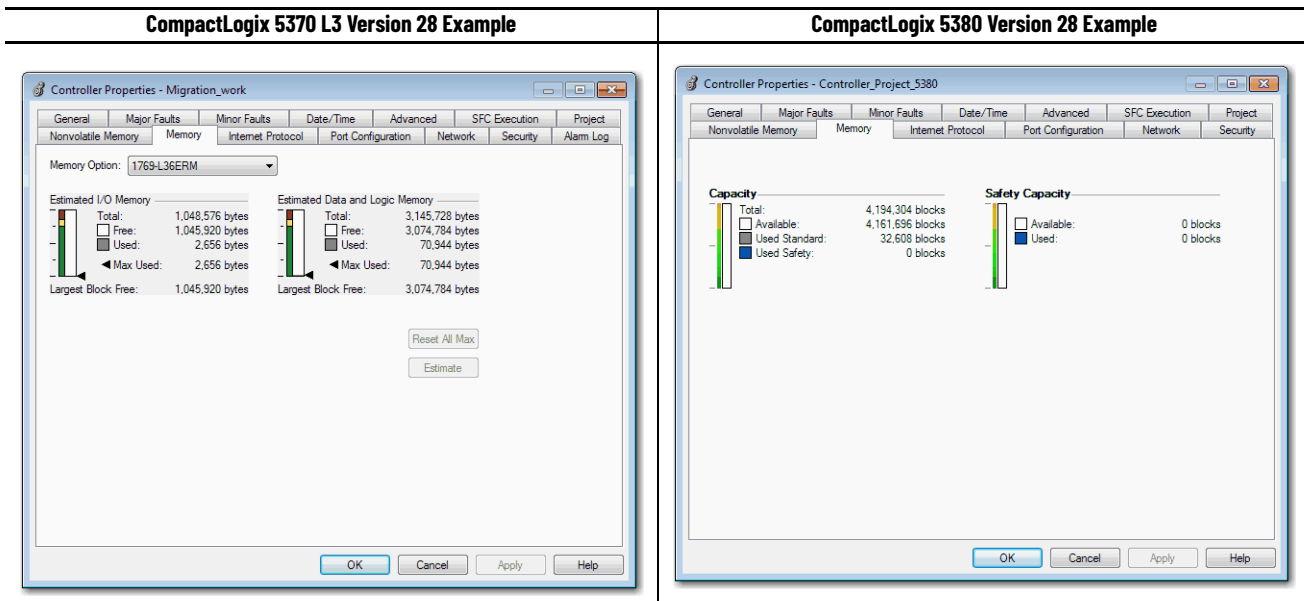 CompactLogix 5370 L3 Version 28 Example
CompactLogix 5380 Version 28 Example
Controller Properties - Migration_work
General Major Faults Minor Faults Date/Time Advanced SFC Execution Project
Nonvolatile Memory Memory Internet Protocol Port Configuration Network Security Alarm Log
Memory Option: 1769-L36ERM
Estimated I/O Memory
Total: 1,048,576 bytes
Free: 1,045,920 bytes
Used: 2,656 bytes
Max Used: 2,656 bytes
Largest Block Free: 1,045,920 bytes
Estimated Data and Logic Memory
Total: 3,145,728 bytes
Free: 3,074,784 bytes
Used: 70,944 bytes
Max Used: 70,944 bytes
Largest Block Free: 3,074,784 bytes
Reset All Max
Estimate
OK Cancel Apply Help
Controller Properties - Controller_Project_5380
General Major Faults Minor Faults Date/Time Advanced SFC Execution Project
Nonvolatile Memory Memory Internet Protocol Port Configuration Network Security
Capacity
Total: 4,194,304 blocks
Available: 4,161,696 blocks
Used Standard: 32,608 blocks
Used Safety: 0 blocks
Safety Capacity
Available: 0 blocks
Used: 0 blocks
OK Cancel Apply Help